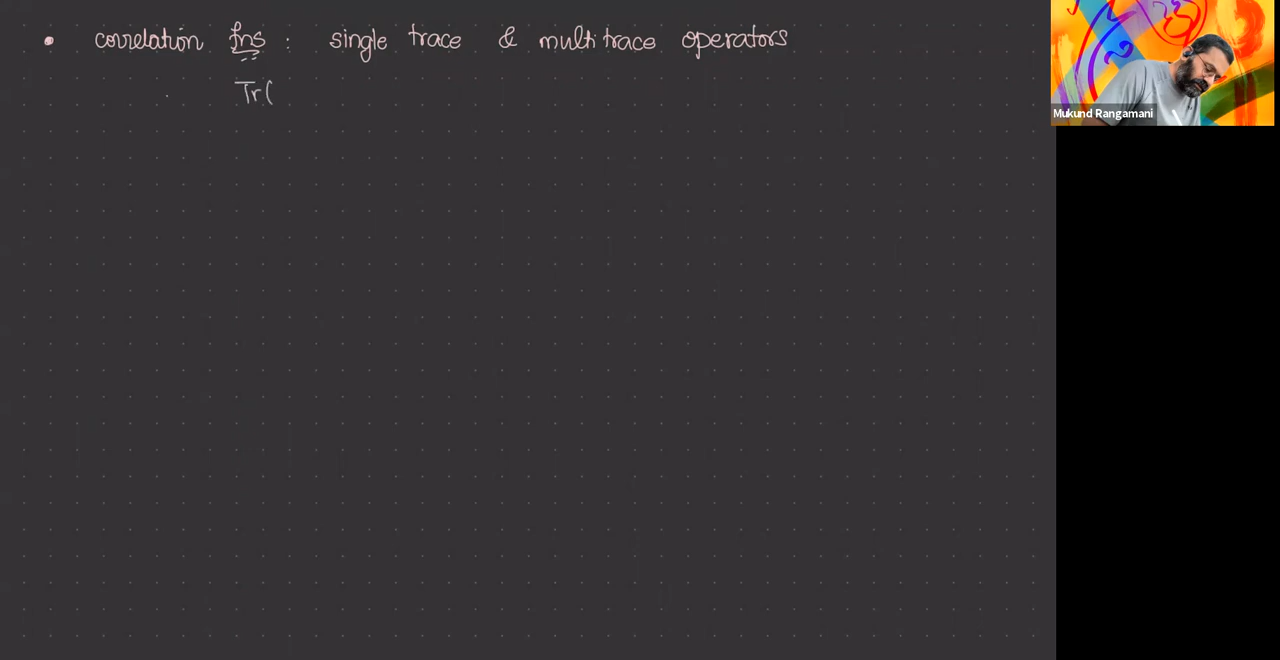 • correlation fns : single trace & multi trace operators
Tr(
Mukund Rangamani